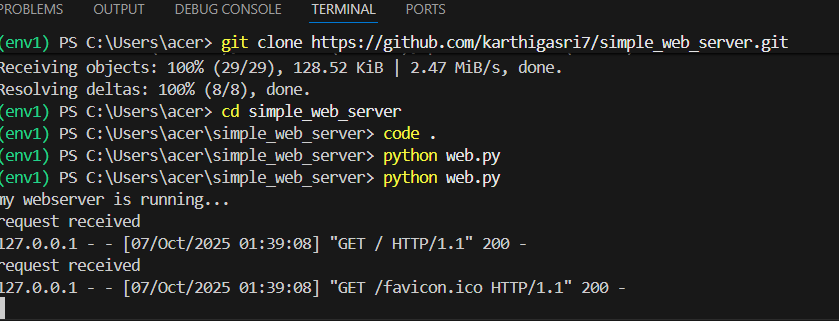 PROBLEMS OUTPUT DEBUG CONSOLE TERMINAL PORTS
(env1) PS C:\Users\acer> git clone https://github.com/karthigasri7/simple_web_server.git
Receiving objects: 100% (29/29), 128.52 KiB | 2.47 MiB/s, done.
Resolving deltas: 100% (8/8), done.
(env1) PS C:\Users\acer> cd simple_web_server
(env1) PS C:\Users\acer\simple_web_server> code .
(env1) PS C:\Users\acer\simple_web_server> python web.py
(env1) PS C:\Users\acer\simple_web_server> python web.py
my webserver is running...
request received
127.0.0.1 - - [07/Oct/2025 01:39:08] "GET / HTTP/1.1" 200 -
request received
127.0.0.1 - - [07/Oct/2025 01:39:08] "GET /favicon.ico HTTP/1.1" 200 -